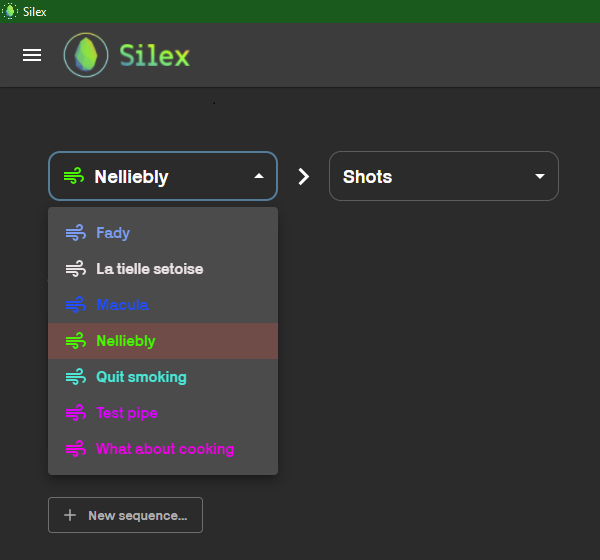 Silex
Silex
Nelliebly
Shots
Fady
La tielle setoise
Macula
Nelliebly
Quit smoking
Test pipe
What about cooking
New sequence...